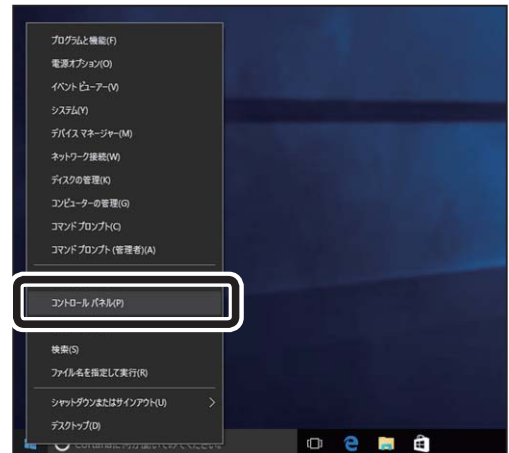 プログラムと機能(F)
電源オプション(O)
イベント ビューアー(V)
システム(Y)
デバイス マネージャー(M)
ネットワーク接続(W)
ディスクの管理(K)
コンピューターの管理(G)
コマンド プロンプト(C)
コマンド プロンプト (管理者)(A)
コントロール パネル(P)
検索(S)
ファイル名を指定して実行(R)
シャットダウンまたはサインアウト(U)
デスクトップ(D)